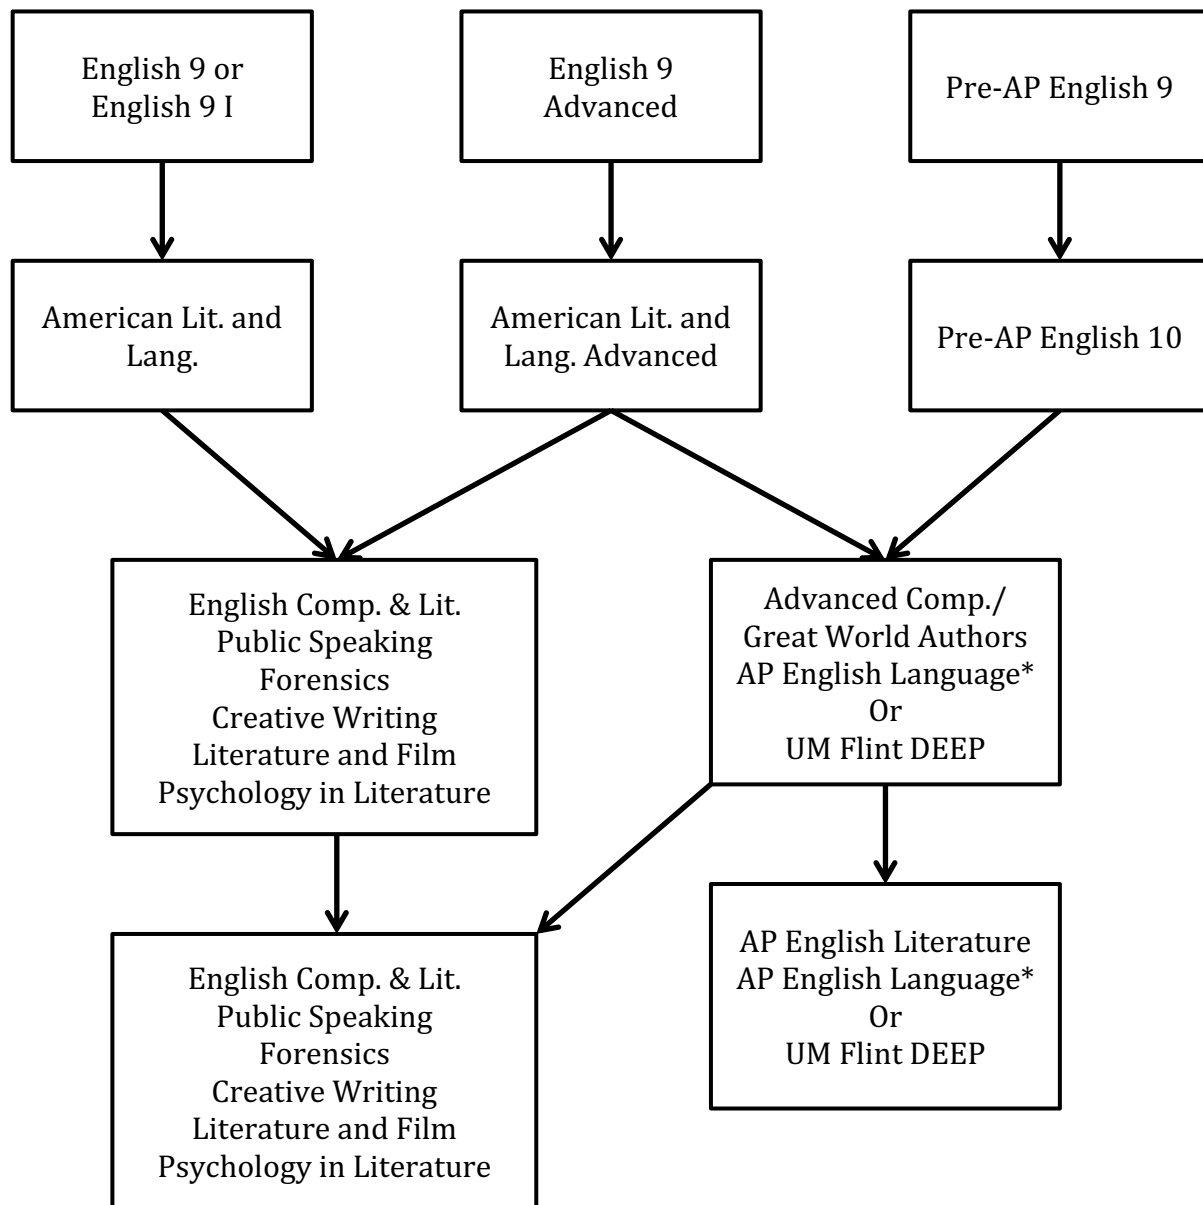 English 9 or
English 9 I
English 9
Advanced
Pre-AP English 9
American Lit. and
Lang.
American Lit. and
Lang. Advanced
Pre-AP English 10
English Comp. & Lit.
Public Speaking
Forensics
Creative Writing
Literature and Film
Psychology in Literature
Advanced Comp./
Great World Authors
AP English Language*
Or
UM Flint DEEP
English Comp. & Lit.
Public Speaking
Forensics
Creative Writing
Literature and Film
Psychology in Literature
AP English Literature
AP English Language*
Or
UM Flint DEEP